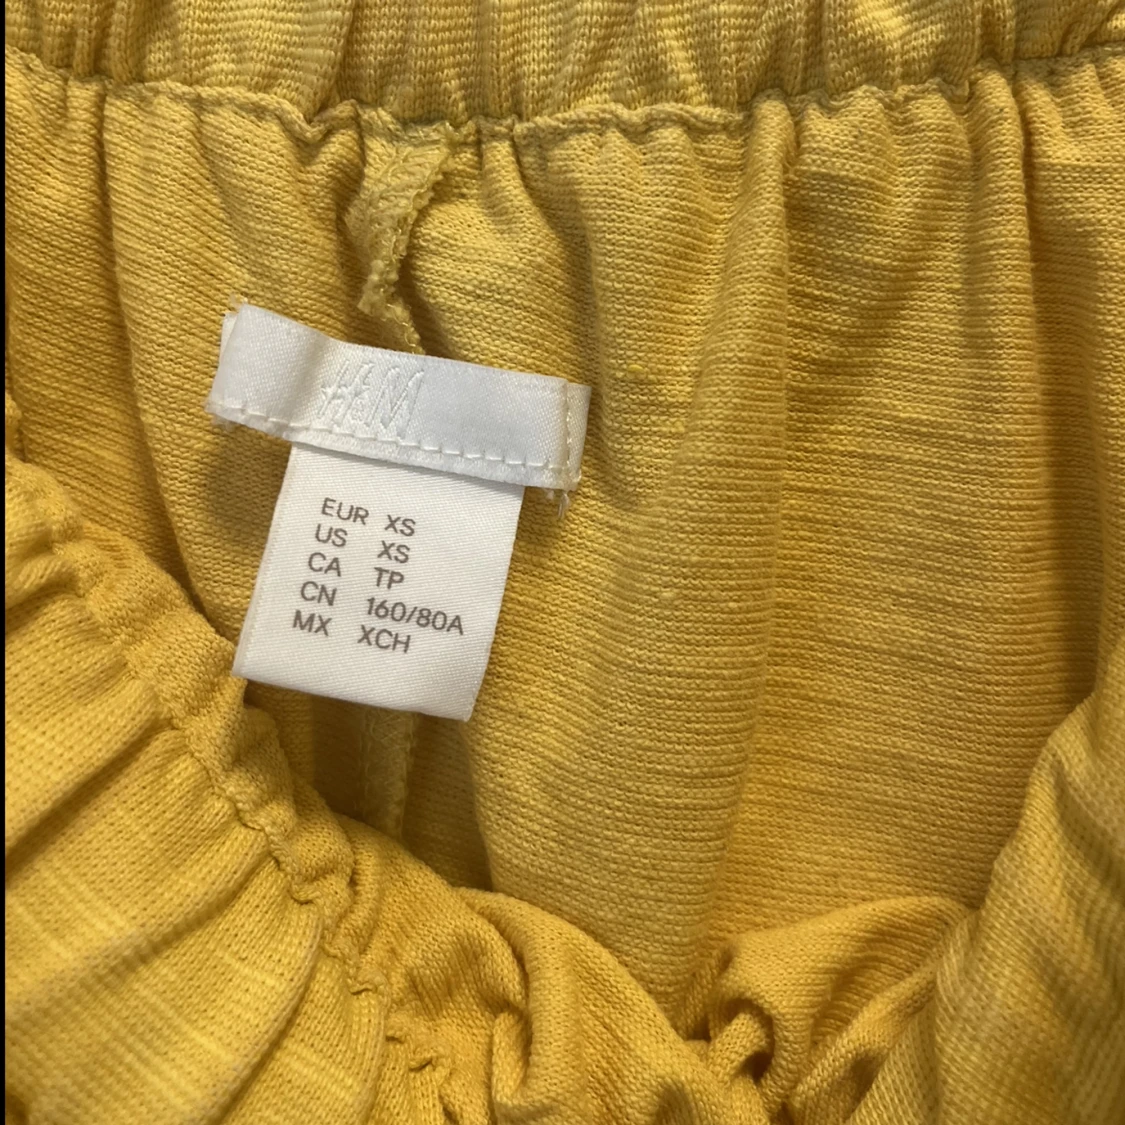 H&M
EUR XS
US XS
CA TP
CN 160/80A
MX XCH